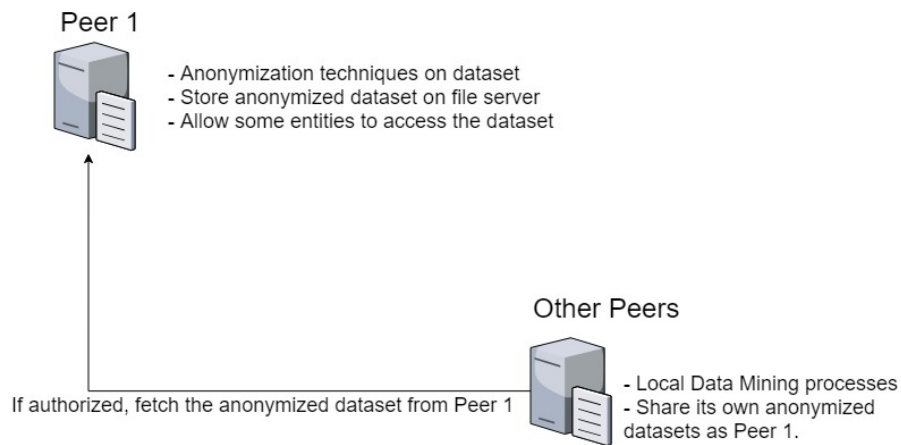 Peer 1
- Anonymization techniques on dataset
- Store anonymized dataset on file server
- Allow some entities to access the dataset
Other Peers
- Local Data Mining processes
- Share its own anonymized
datasets as Peer 1.
If authorized, fetch the anonymized dataset from Peer 1